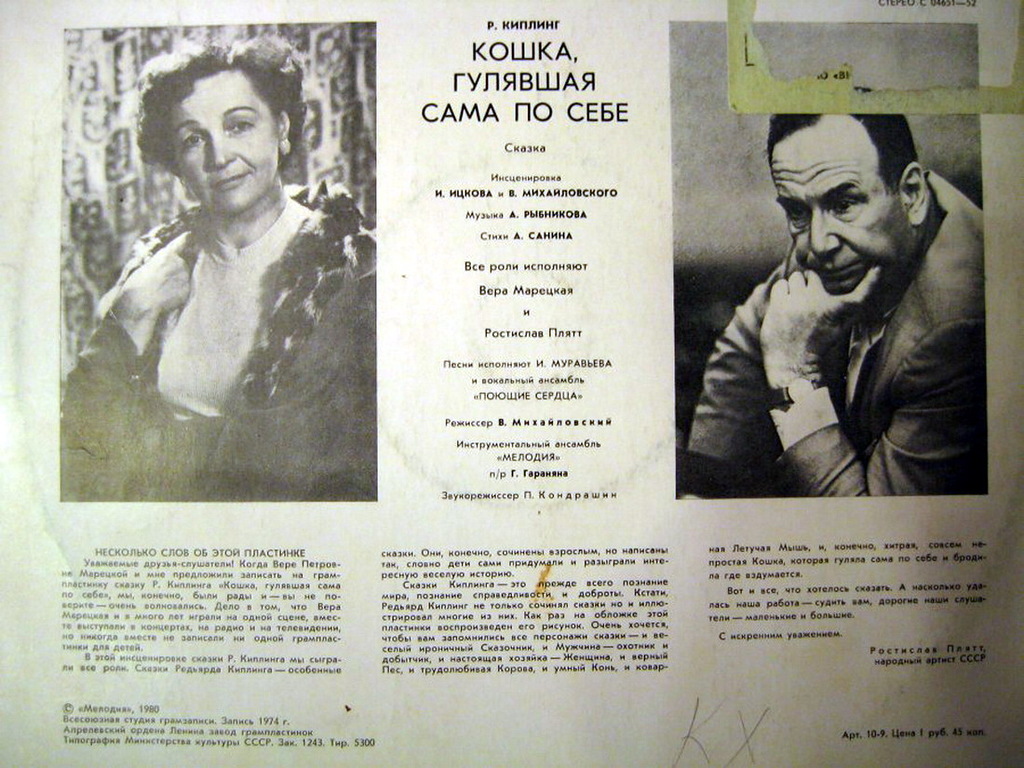 СТЕРЕО С 04651—52
Р. КИПЛИНГ
КОШКА,
ГУЛЯВШАЯ
САМА ПО СЕБЕ
Сказка
Инсценировка
И. ИЦКОВА и В. МИХАЙЛОВСКОГО
Музыка А. РЫБНИКОВА
Стихи А. САНИНА
Все роли исполняют
Вера Марецкая
и
Ростислав Плятт
Песни исполняют И. МУРАВЬЕВА
и вокальный ансамбль
«ПОЮЩИЕ СЕРДЦА»
Режиссер В. Михайловский
Инструментальный ансамбль
«МЕЛОДИЯ»
п/р Г. Гараняна
Звукорежиссер П. Кондрашин
НЕСКОЛЬКО СЛОВ ОБ ЭТОЙ ПЛАСТИНКЕ
Уважаемые друзья-слушатели! Когда Вере Петров-
не Марецкой и мне предложили записать на грам-
пластинку сказку Р. Киплинга «Кошка, гулявшая сама
по себе», мы, конечно, были рады и — вы не по-
верите — очень волновались. Дело в том, что Вера
Марецкая и я много лет играли на одной сцене, вмес-
те выступали в концертах, на радио и на телевидении,
но никогда вместе не записали ни одной грамплас-
тинки для детей.
В этой инсценировке сказки Р. Киплинга мы сыгра-
ли все роли. Сказки Редьярда Киплинга — особенные
сказки. Они, конечно, сочинены взрослым, но написаны
так, словно дети сами придумали и разыграли инте-
ресную веселую историю.
Сказки Киплинга — это прежде всего познание
мира, познание справедливости, и доброты. Кстати,
Редьярд Киплинг не только сочинял сказки но и иллю-
стрировал многие из них. Как раз на обложке этой
пластинки воспроизведен его рисунок. Очень хочется,
чтобы вам запомнились все персонажи сказки — и ве-
селый ироничный Сказочник, и Мужчина — охотник и
добытчик, и настоящая хозяйка — Женщина, и верный
Пес, и трудолюбивая Корова, и умный Конь, и ковар-
ная Летучая Мышь, и, конечно, хитрая, совсем не-
простая Кошка, которая гуляла сама по себе и броди-
ла где вздумается.
Вот и все, что хотелось сказать. А насколько уда-
лась наша работа — судить вам, дорогие наши слуша-
тели — маленькие и большие.
С искренним уважением.
Ростислав Плятт,
народный артист СССР
© «Мелодия», 1980
Всесоюзная студия грамзаписи. Запись 1974 г.
Апрелевский ордена Ленина завод грампластинок
Типография Министерства культуры СССР. Зак. 1243. Тир. 5300
КХ
Арт. 10-9. Цена 1 руб. 45 коп.